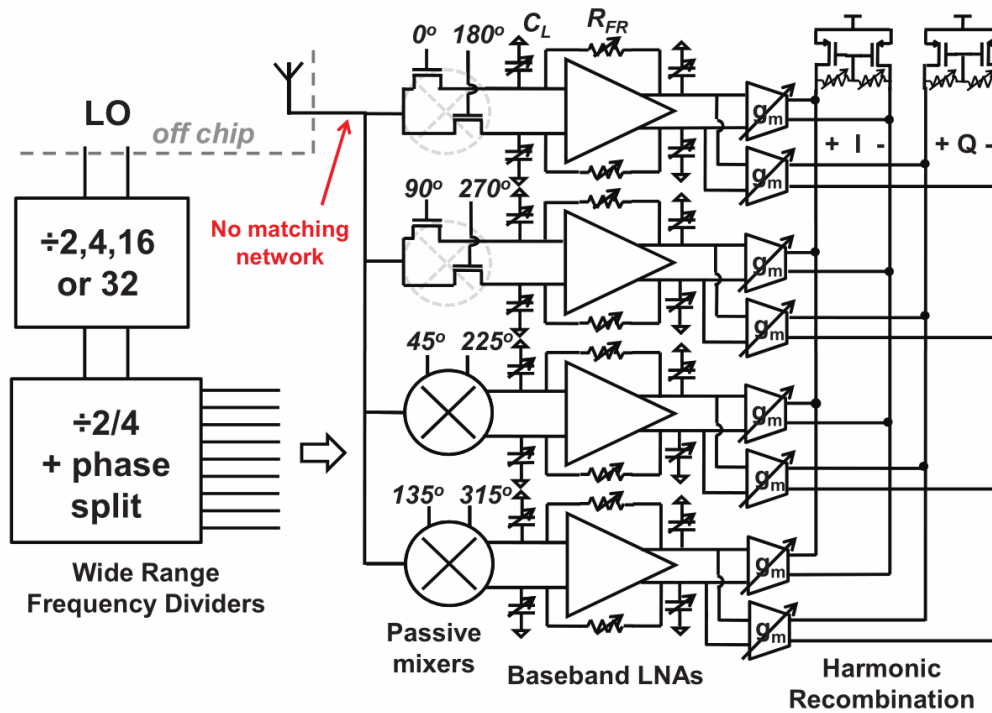 0° 180° C_L R_FR
LO
off chip
No matching
network
÷2,4,16
or 32
÷2/4
+ phase
split
Wide Range
Frequency Dividers
90° 270°
45° 225°
135° 315°
Passive
mixers
Baseband LNAs
g_m
g_m
g_m
g_m
g_m
g_m
g_m
g_m
+ I -
+ Q -
Harmonic
Recombination